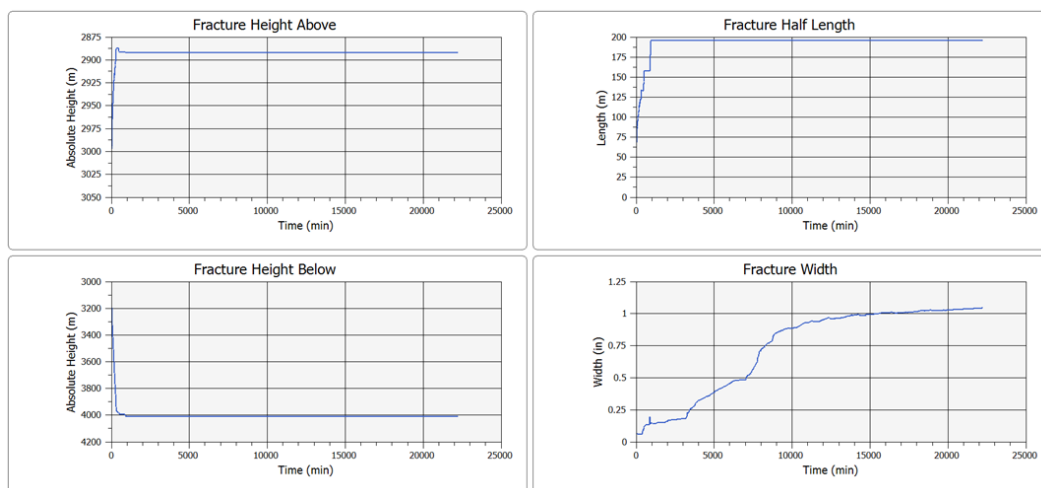 Fracture Height Above
Absolute Height (m)
2875
2900
2925
2950
2975
3000
3025
3050
0 5000 10000 15000 20000 25000
Time (min)
Fracture Half Length
Length (m)
200
175
150
125
100
75
50
25
0
0 5000 10000 15000 20000 25000
Time (min)
Fracture Height Below
Absolute Height (m)
3000
3200
3400
3600
3800
4000
4200
0 5000 10000 15000 20000 25000
Time (min)
Fracture Width
Width (in)
1.25
1
0.75
0.5
0.25
0
0 5000 10000 15000 20000 25000
Time (min)